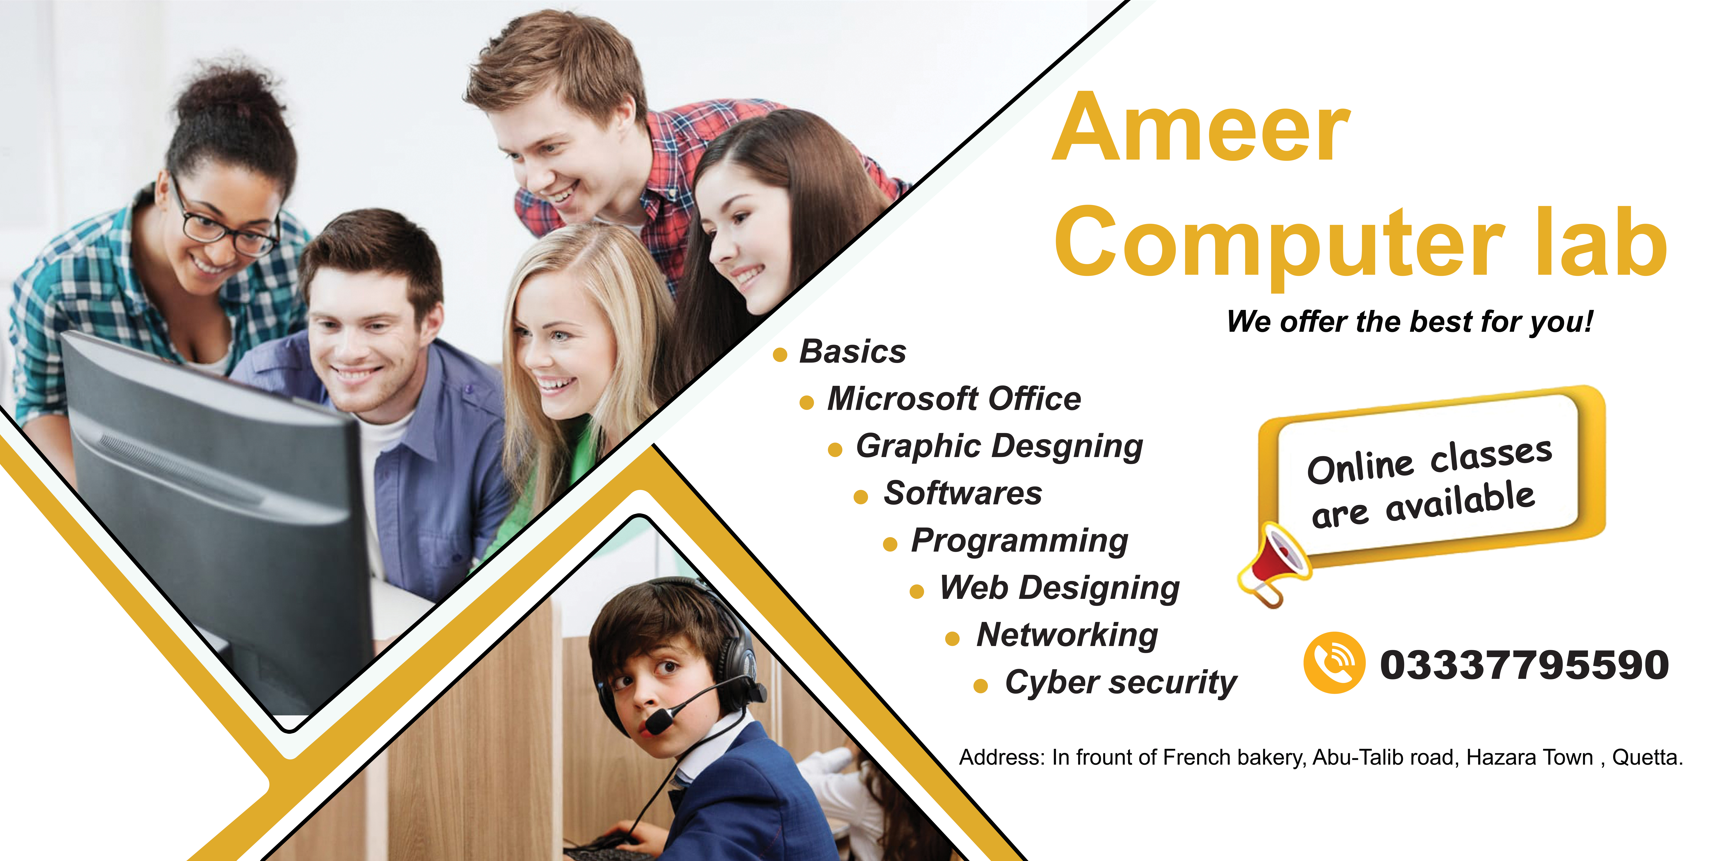 Ameer
Computer lab
We offer the best for you!
Basics
Microsoft Office
Graphic Desgning
Softwares
Programming
Web Designing
Networking
Cyber security
Online classes
are available
03337795590
Address: In frount of French bakery, Abu-Talib road, Hazara Town , Quetta.